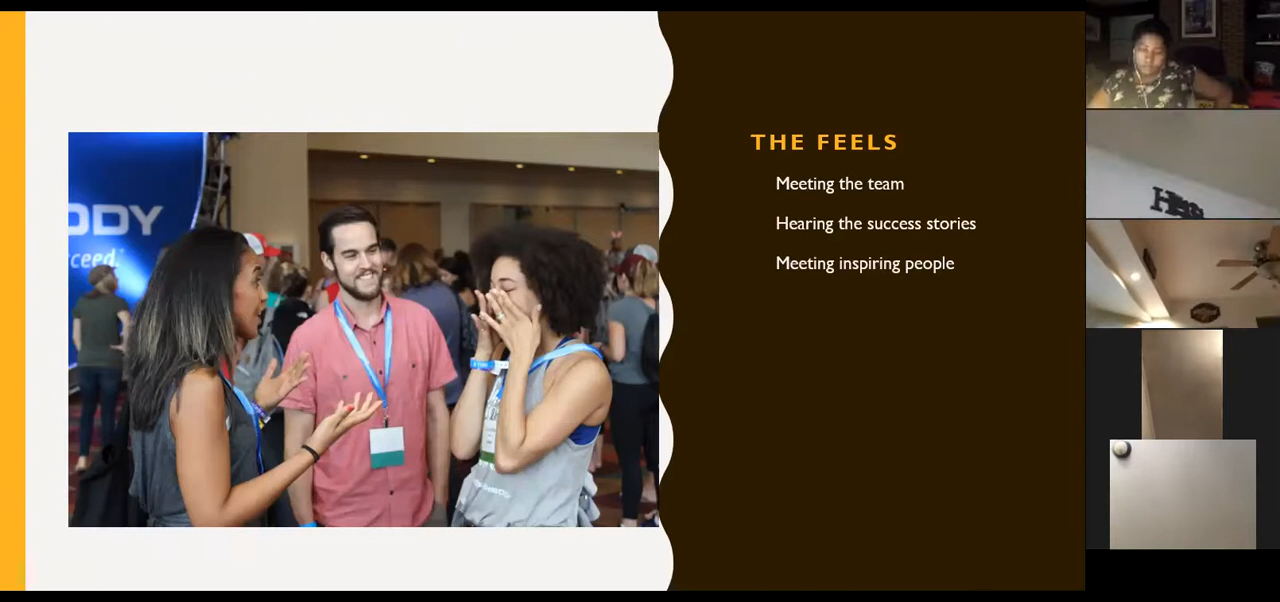 ODY
cceed.
THE FEELS
Meeting the team
Hearing the success stories
Meeting inspiring people